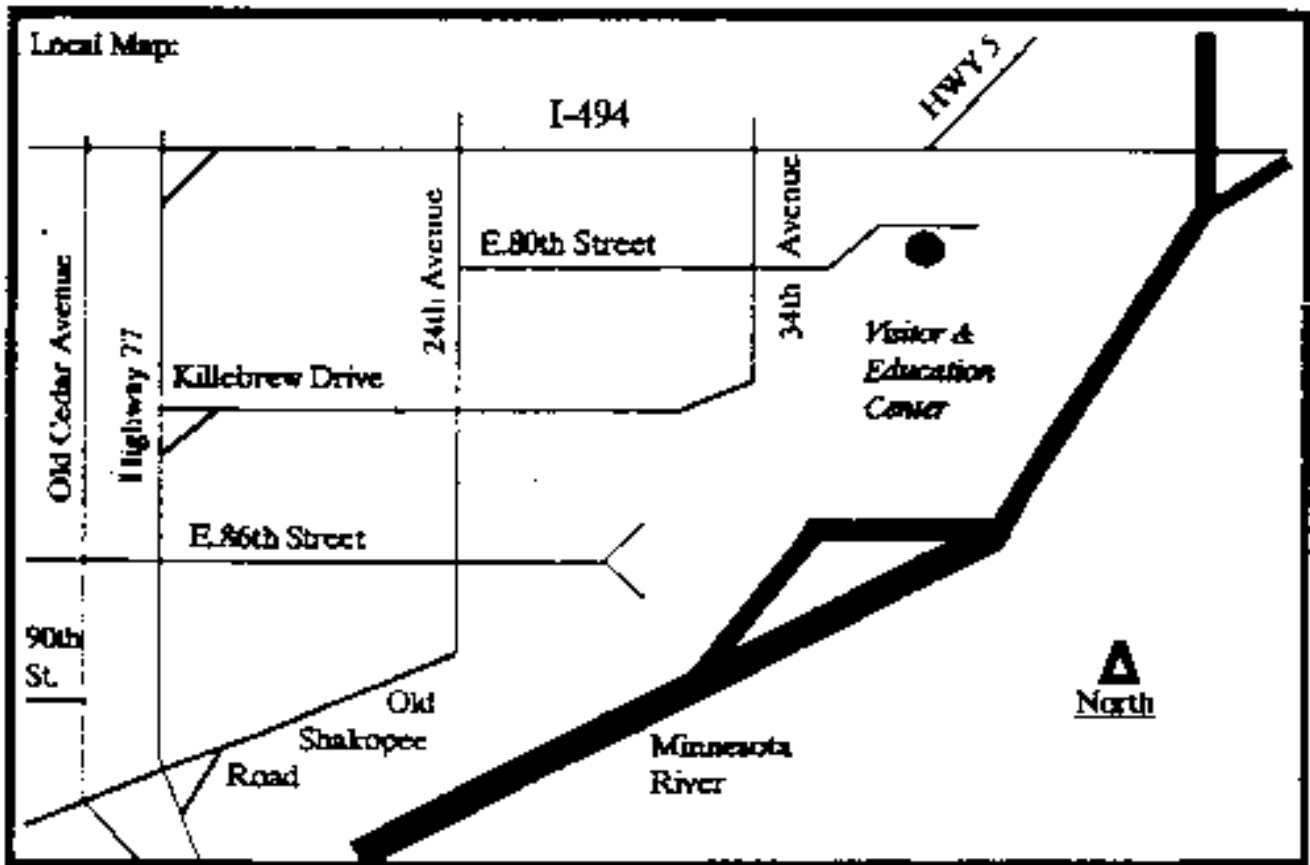 Local Map:
I-494
HWY 5
Old Cedar Avenue
Highway 77
24th Avenue
E.80th Street
34th Avenue
Visitor &
Education
Center
Killebrew Drive
E.86th Street
90th
St.
Old
Shakopee
Road
Minnesota
River
North